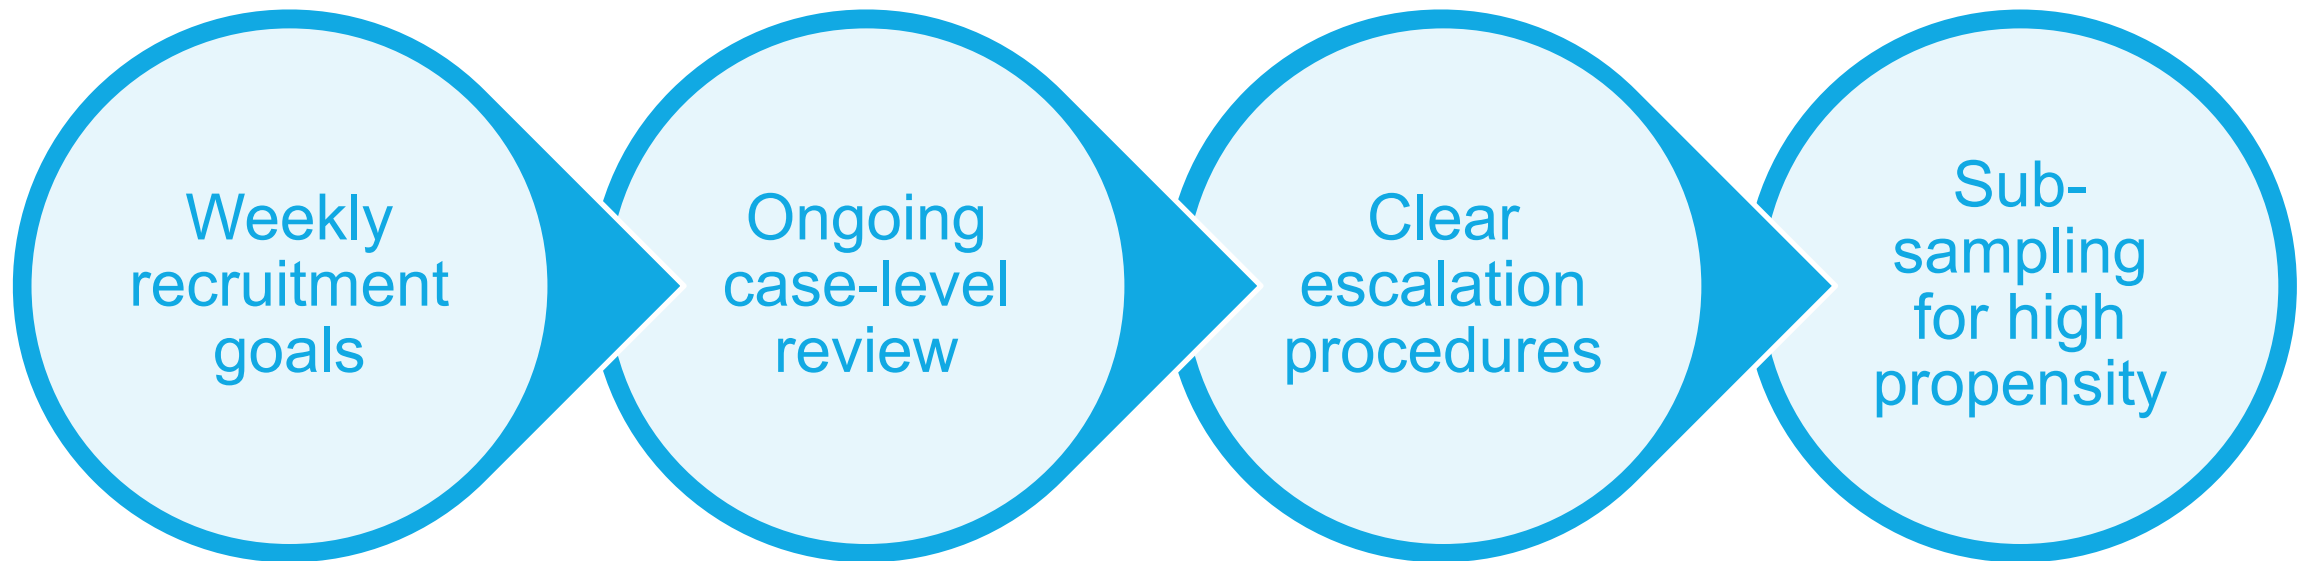 Weekly
recruitment
goals
Ongoing
case-level
review
Clear
escalation
procedures
Sub-
sampling
for high
propensity